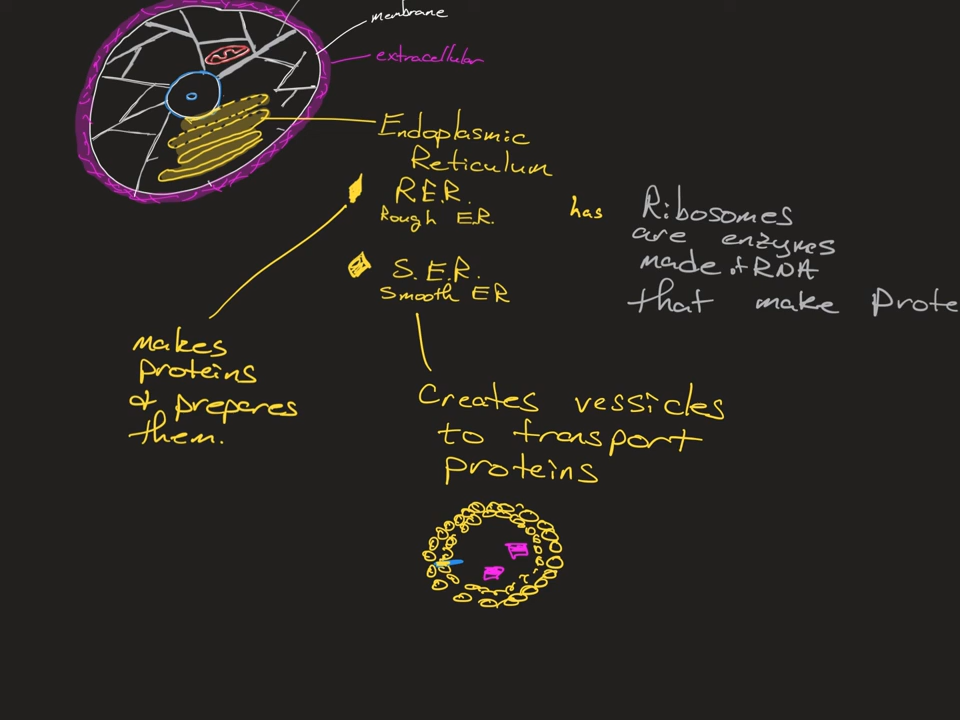 membrane
extracellular
Endoplasmic
Reticulum
R.E.R.
Rough E.R.
has
Ribosomes
are enzymes
made of RNA
that make prote
S.E.R.
Smooth ER
makes
proteins
& prepares
them.
Creates vessicles
to transport
proteins